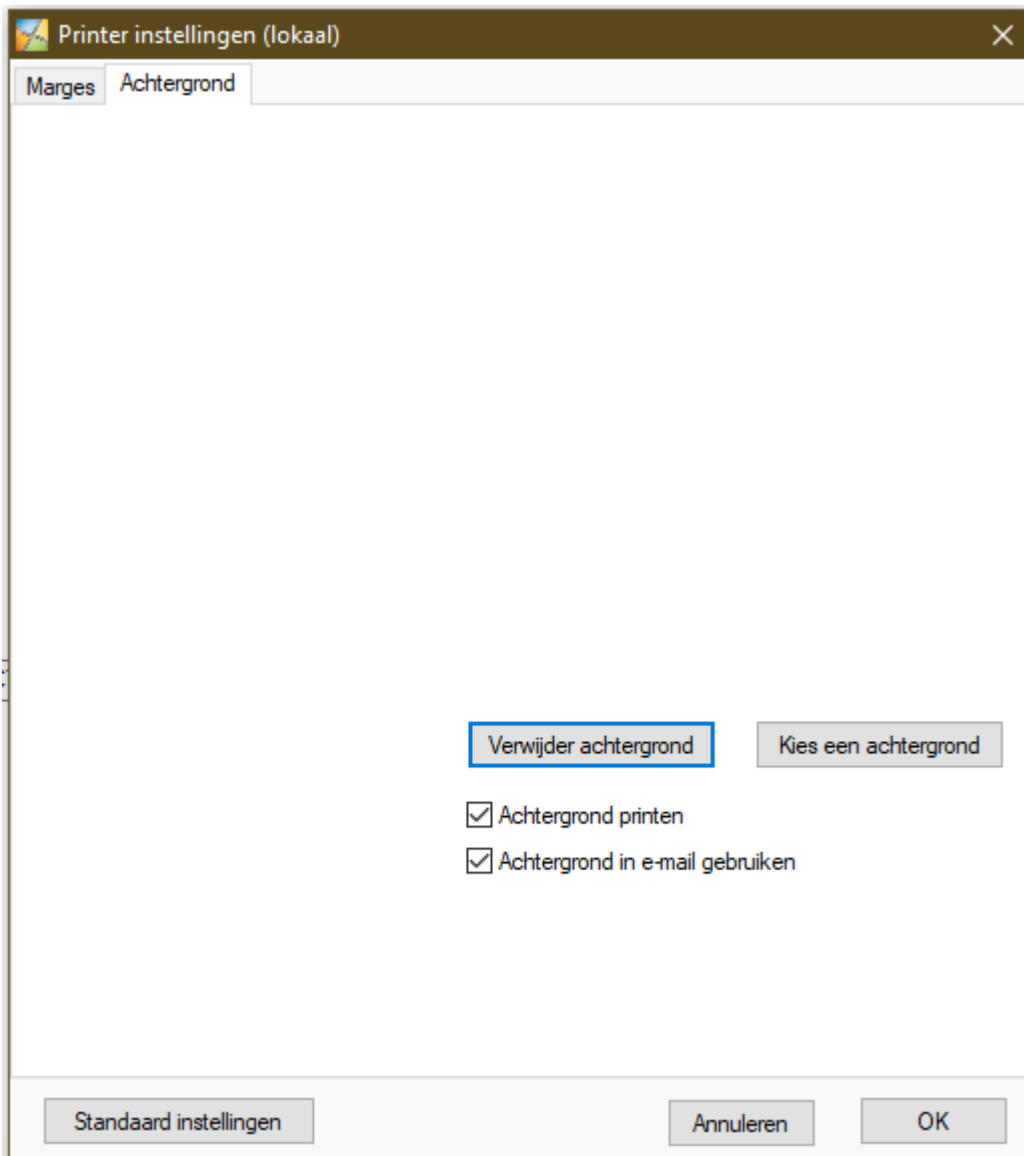 Printer instellingen (lokaal)
Marges Achtergrond
Verwijder achtergrond Kies een achtergrond
Achtergrond printen
Achtergrond in e-mail gebruiken
Standaard instellingen Annuleren OK